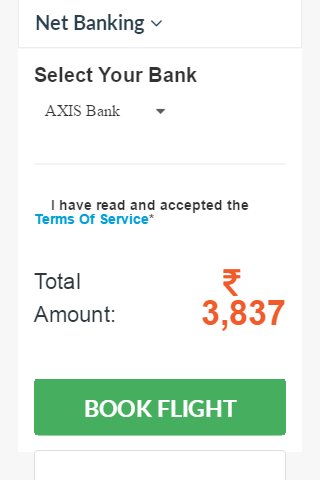 Net Banking
Select Your Bank
AXIS Bank
I have read and accepted the
Terms Of Service*
Total ₹
Amount: 3,837
BOOK FLIGHT